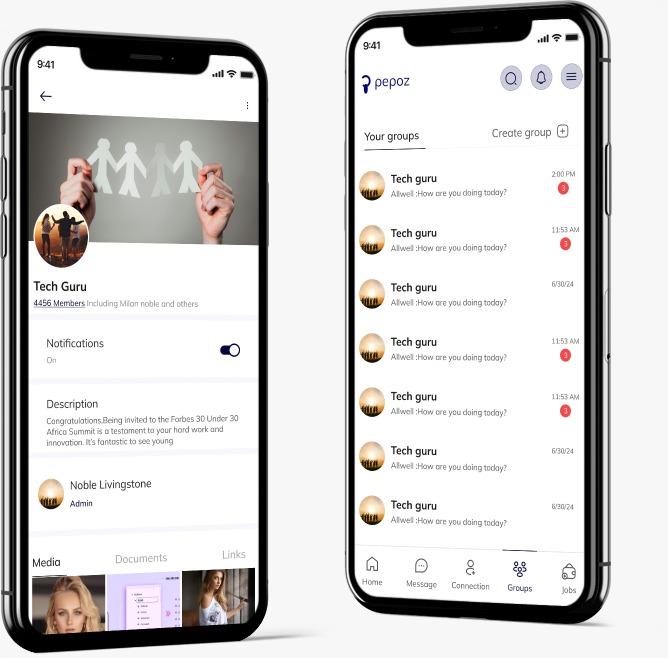 9:41
Tech Guru
4456 Members Including Milan noble and others
Notifications
On
Description
Congratulations.Being invited to the Forbes 30 Under 30
Africa Summit is a testament to your hard work and
innovation. It's fantastic to see young
Noble Livingstone
Admin
Media Documents Links
9:41
pepoz
Your groups Create group
Tech guru 2:00 PM
Allwell :How are you doing today? 3
Tech guru 11:53 AM
Allwell :How are you doing today? 3
Tech guru 6/30/24
Allwell :How are you doing today?
Tech guru 11:53 AM
Allwell :How are you doing today? 3
Tech guru 11:53 AM
Allwell :How are you doing today? 3
Tech guru 6/30/24
Allwell :How are you doing today?
Tech guru 6/30/24
Allwell :How are you doing today?
Home Message Connection Groups Jobs